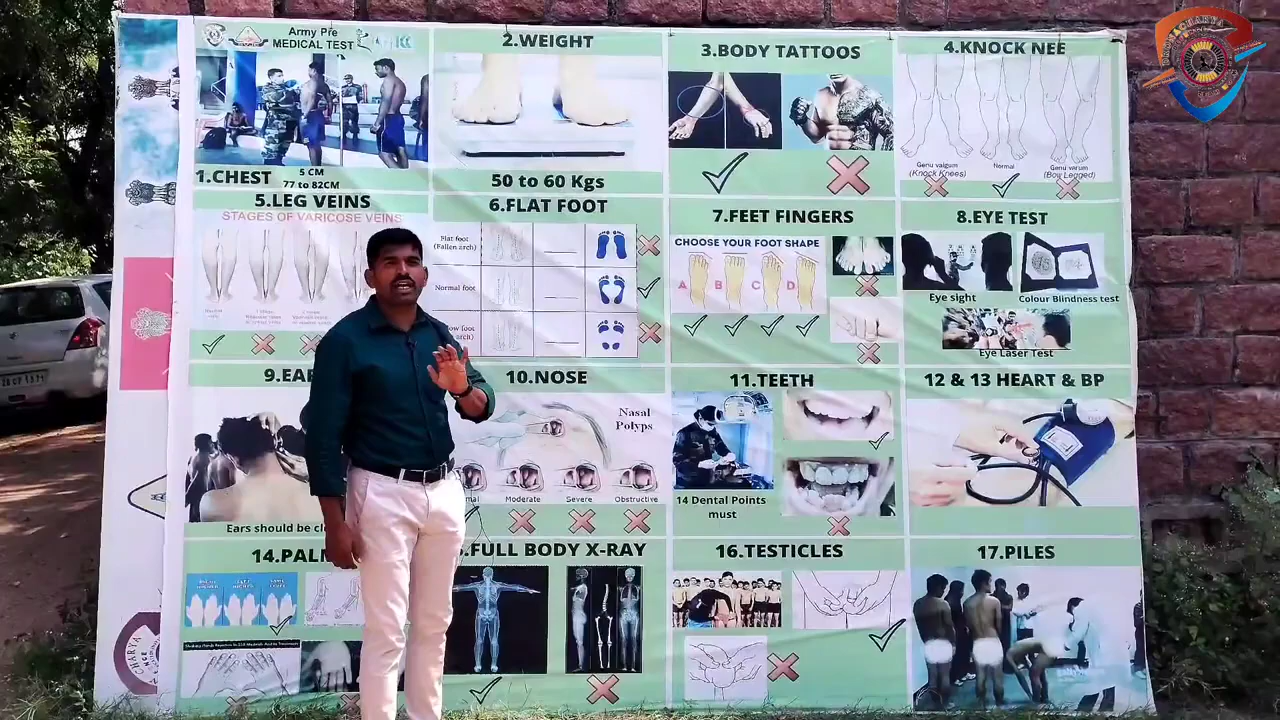 Army Pre
MEDICAL TEST
1.CHEST
5 CM
77 to 82CM
2.WEIGHT
50 to 60 Kgs
3.BODY TATTOOS
4.KNOCK NEE
Genu valgum
(Knock Knees)
Normal
Genu varum
(Bow Legged)
5.LEG VEINS
STAGES OF VARICOSE VEINS
6.FLAT FOOT
Flat foot
(Fallen arch)
Normal foot
7.FEET FINGERS
CHOOSE YOUR FOOT SHAPE
A B C D
8.EYE TEST
Eye sight
Colour Blindness test
Eye Laser Test
Ears should be
10.NOSE
Nasal
Polyps
Moderate
Severe
Obstructive
11.TEETH
14 Dental Points
must
12 & 13 HEART & BP
FULL BODY X-RAY
16.TESTICLES
17.PILES